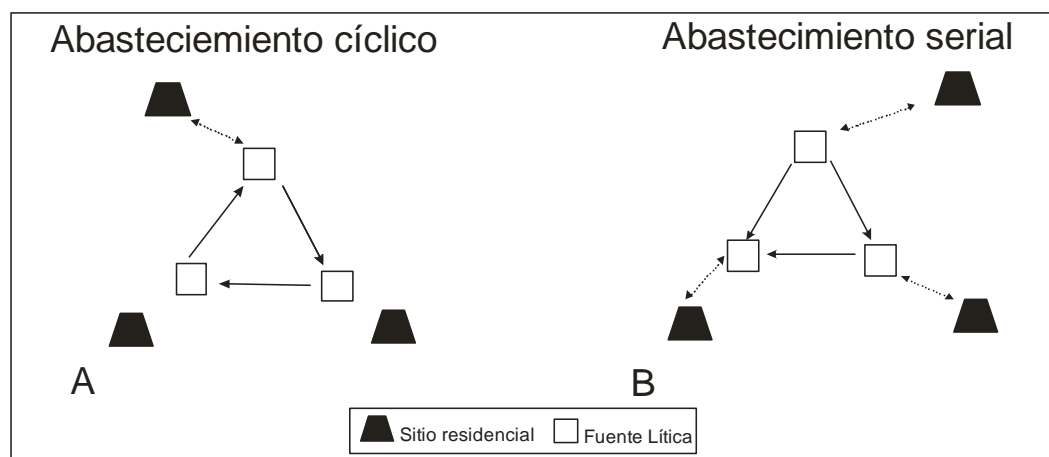 Abasteciemiento cíclico
Abastecimiento serial
A
B
Sitio residencial
Fuente Lítica